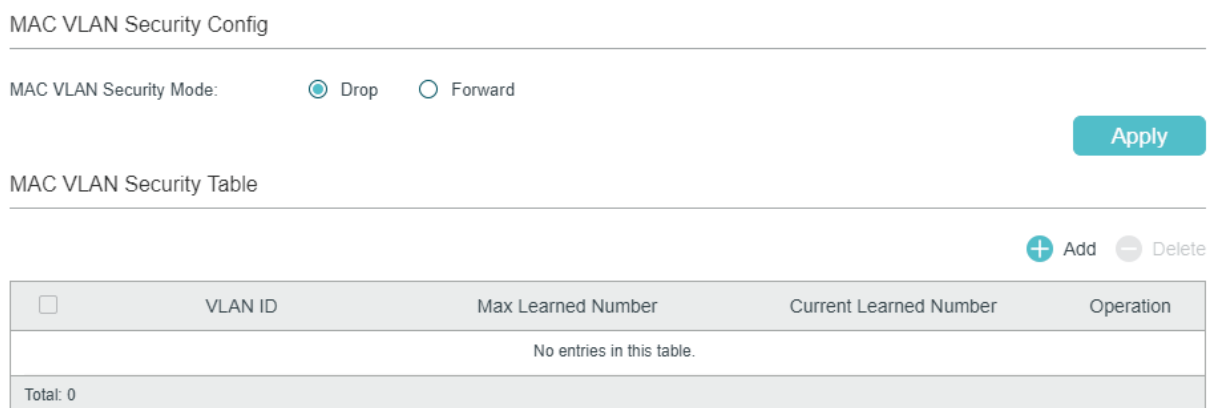 MAC VLAN Security Config
MAC VLAN Security Mode: Drop Forward
Apply
MAC VLAN Security Table
Add Delete
VLAN ID Max Learned Number Current Learned Number Operation
No entries in this table.
Total: 0